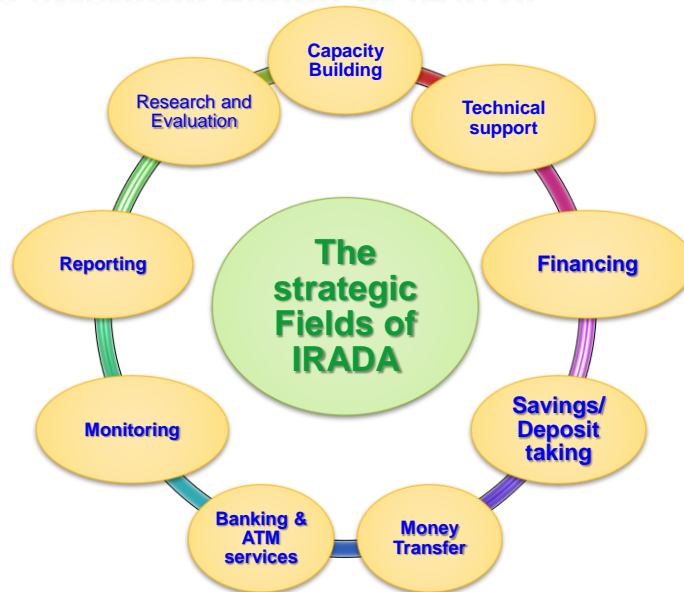 Capacity
Building
Technical
support
Financing
Savings/
Deposit
taking
Money
Transfer
Banking &
ATM
services
Monitoring
Reporting
Research and
Evaluation
The
strategic
Fields of
IRADA